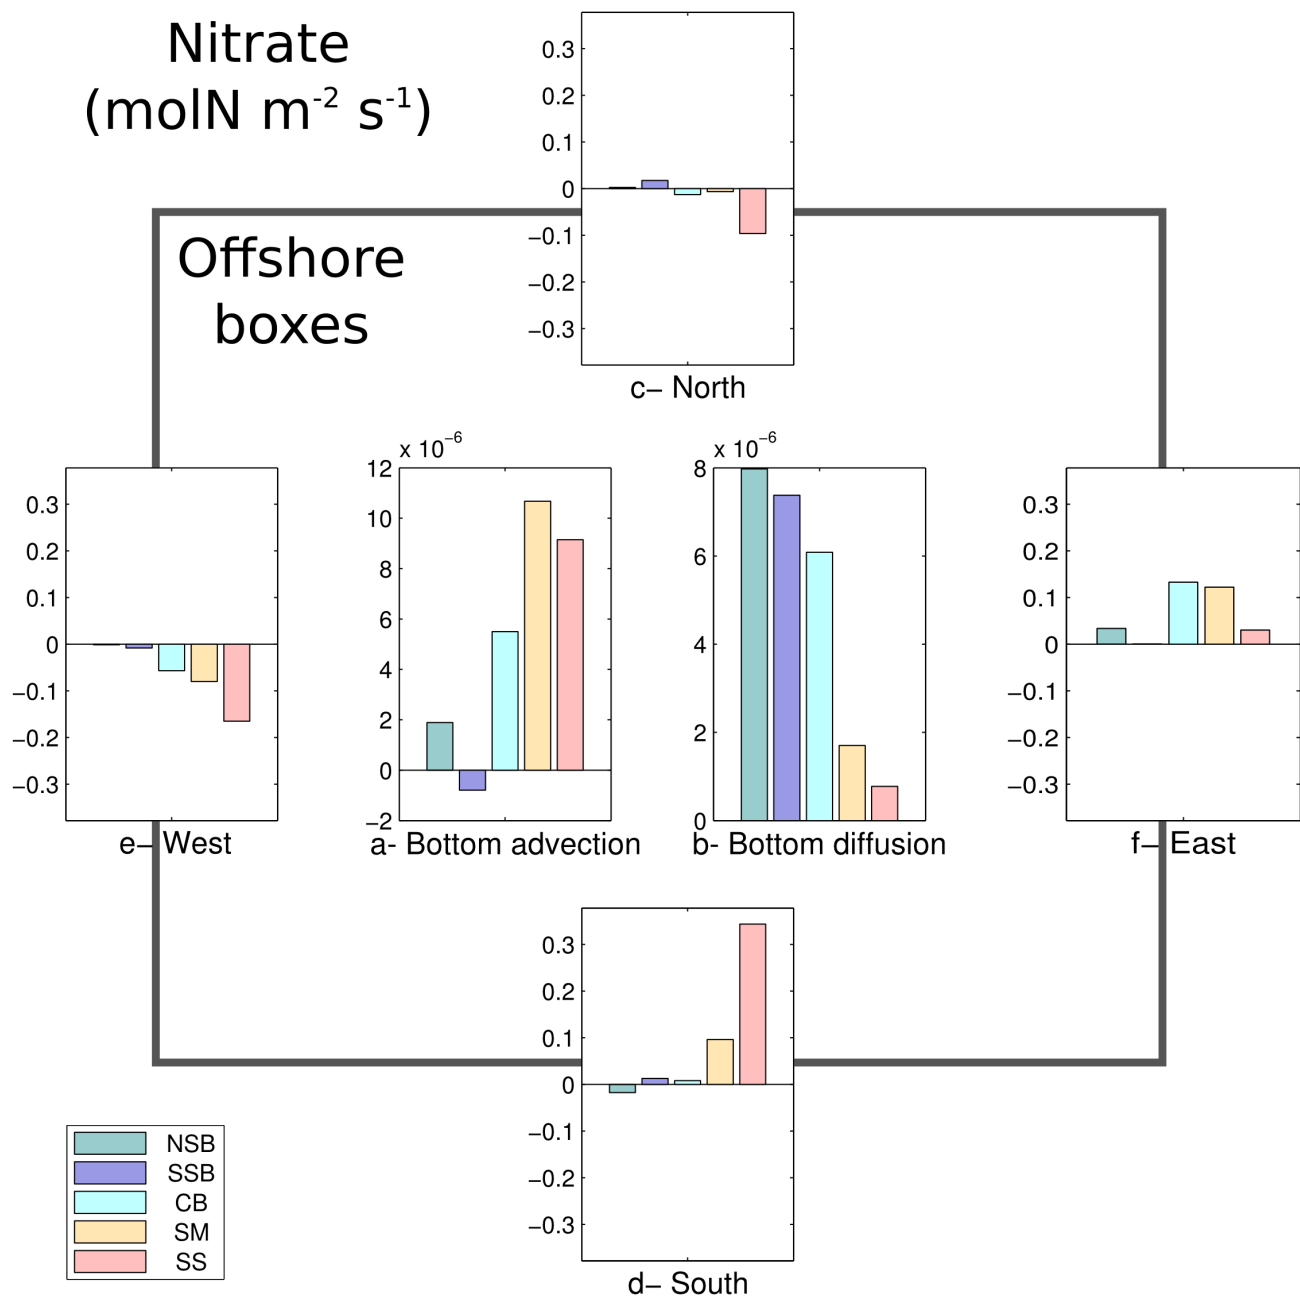 Nitrate
(molN m⁻² s⁻¹)
0.3
0.2
0.1
0
−0.1
−0.2
−0.3
c– North
Offshore
boxes
0.3
0.2
0.1
0
−0.1
−0.2
−0.3
e– West
x 10⁻⁶
12
10
8
6
4
2
0
−2
a- Bottom advection
x 10⁻⁶
8
6
4
2
0
b- Bottom diffusion
0.3
0.2
0.1
0
−0.1
−0.2
−0.3
f– East
0.3
0.2
0.1
0
−0.1
−0.2
−0.3
d– South
NSB
SSB
CB
SM
SS